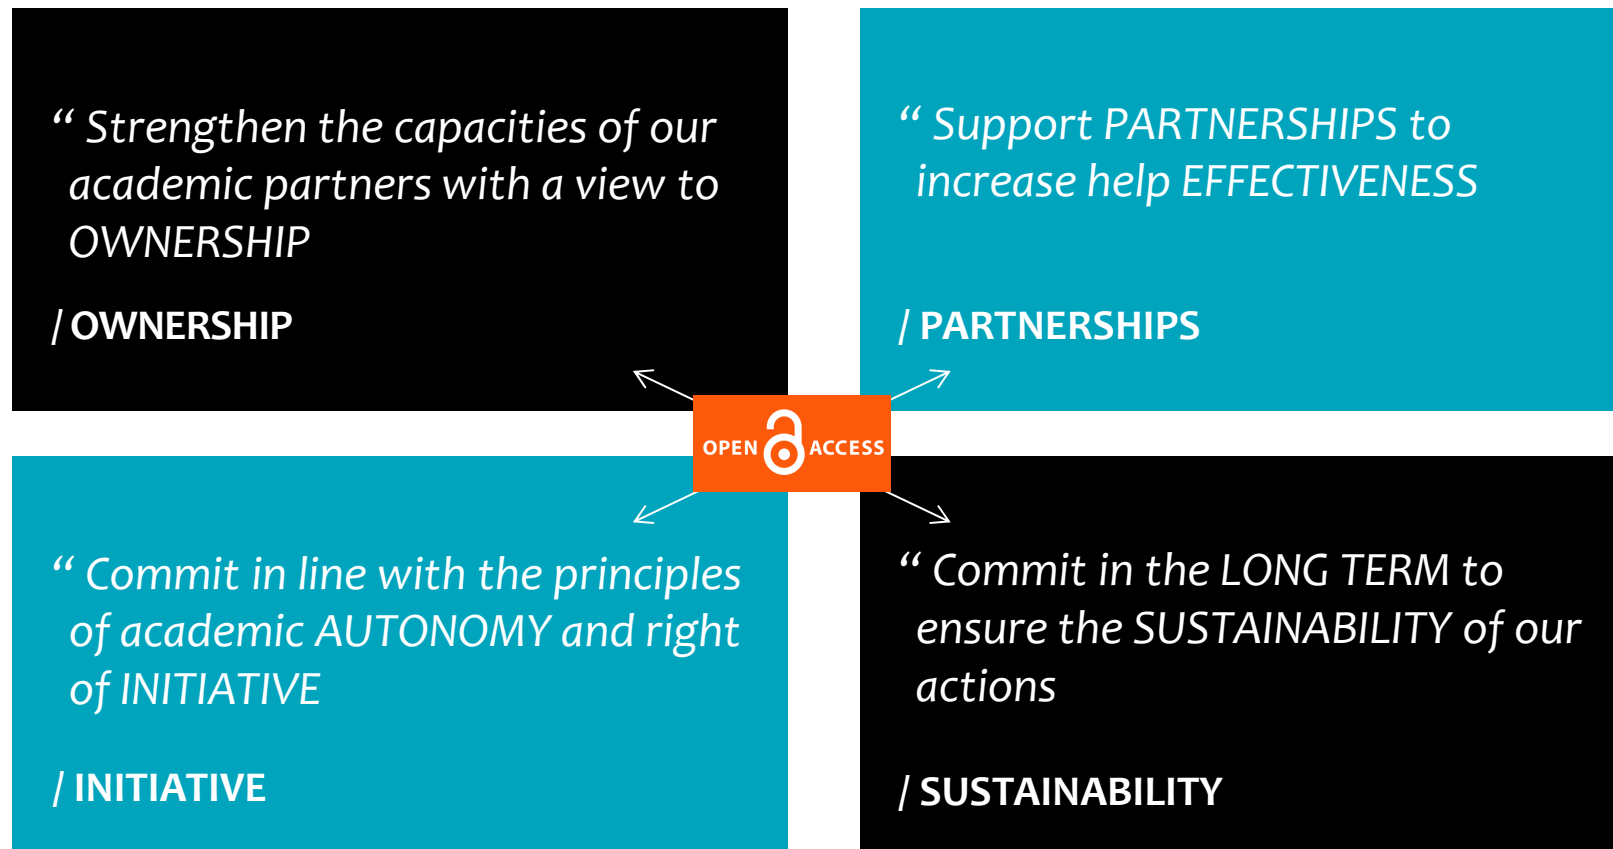 “ Strengthen the capacities of our
academic partners with a view to
OWNERSHIP
/ OWNERSHIP
“ Support PARTNERSHIPS to
increase help EFFECTIVENESS
/ PARTNERSHIPS
OPEN ACCESS
“ Commit in line with the principles
of academic AUTONOMY and right
of INITIATIVE
/ INITIATIVE
“ Commit in the LONG TERM to
ensure the SUSTAINABILITY of our
actions
/ SUSTAINABILITY